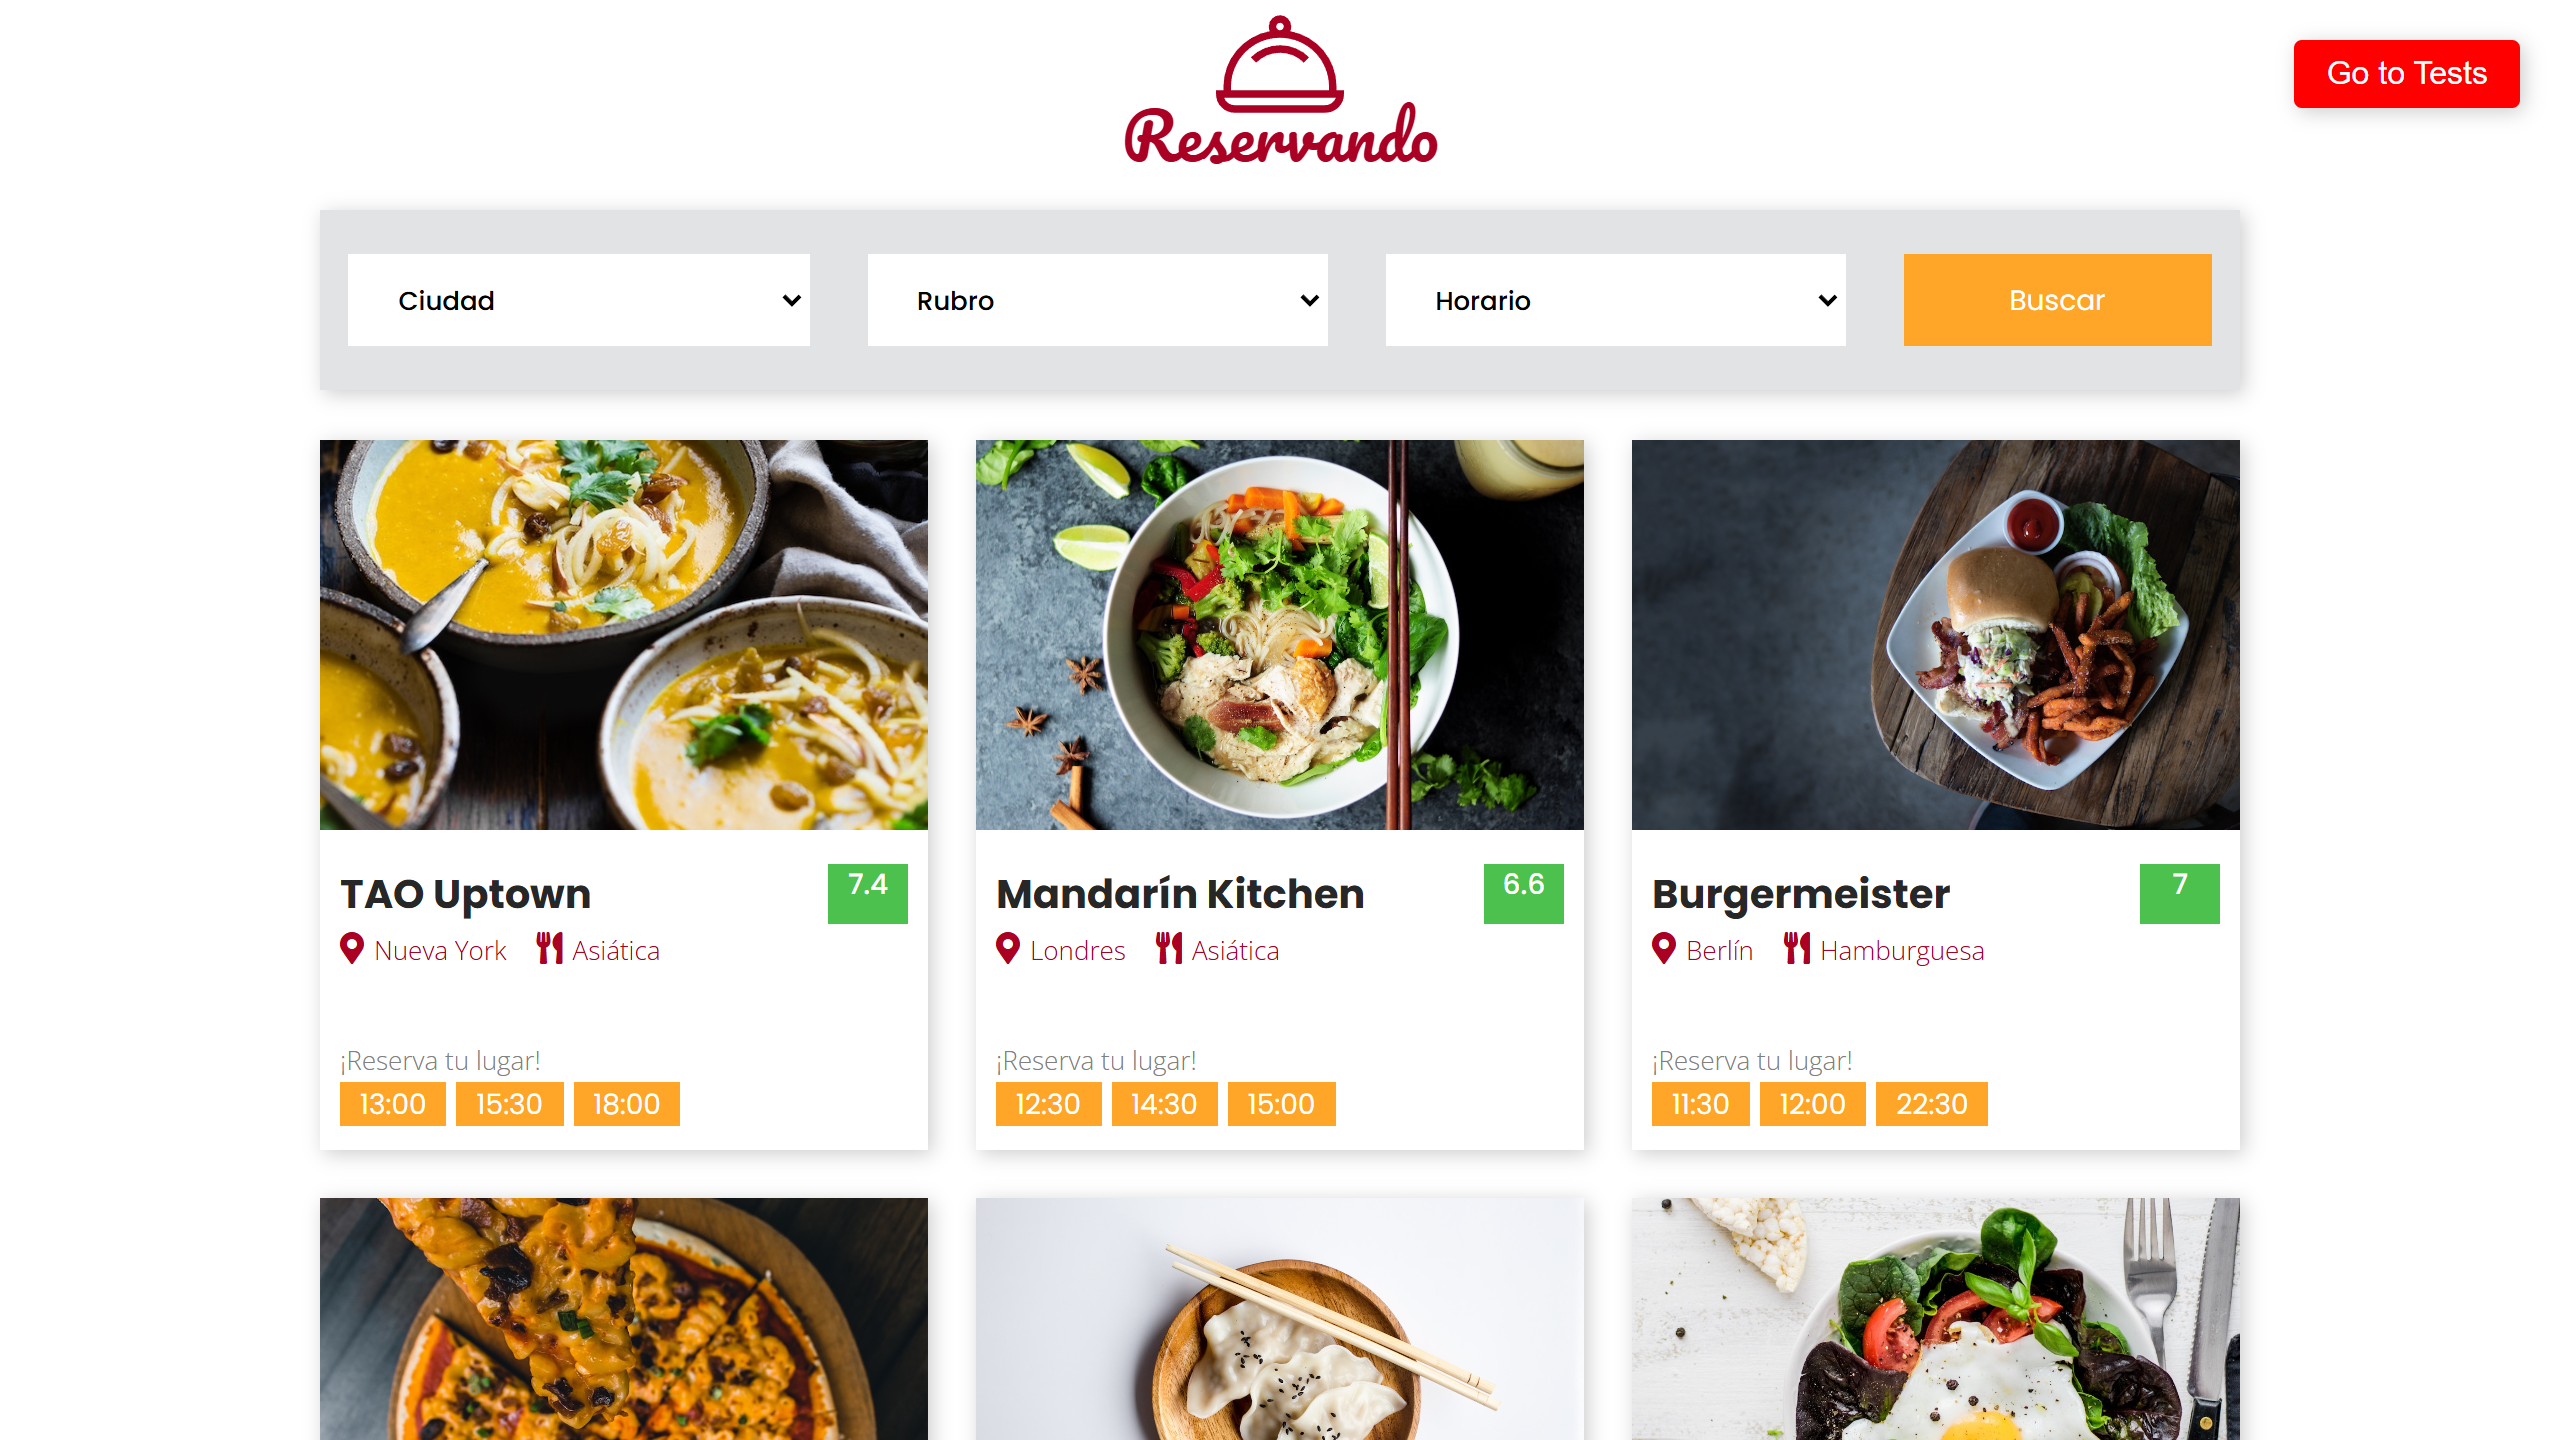 Reservando
Go to Tests
Ciudad
Rubro
Horario
Buscar
TAO Uptown
7.4
Nueva York
Asiática
¡Reserva tu lugar!
13:00 15:30 18:00
Mandarín Kitchen
6.6
Londres
Asiática
¡Reserva tu lugar!
12:30 14:30 15:00
Burgermeister
7
Berlín
Hamburguesa
¡Reserva tu lugar!
11:30 12:00 22:30